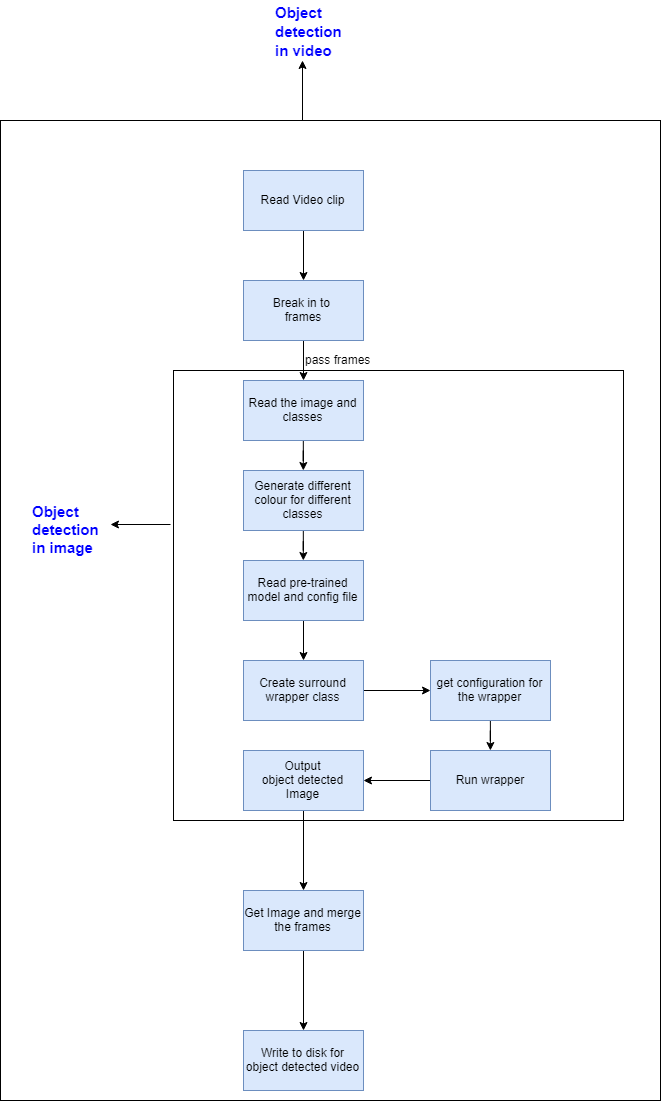 Object
detection
in video
Read Video clip
Break in to
frames
pass frames
Read the image and
classes
Generate different
colour for different
classes
Object
detection
in image
Read pre-trained
model and config file
Create surround
wrapper class
get configuration for
the wrapper
Output
object detected
Image
Run wrapper
Get Image and merge
the frames
Write to disk for
object detected video